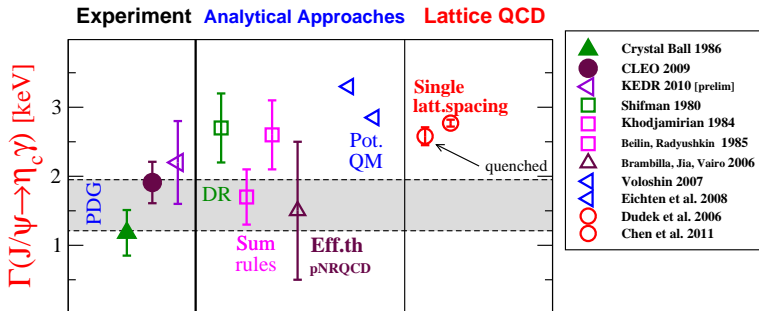 Experiment
Analytical Approaches
Lattice QCD
Γ(J/ψ→η_cγ) [keV]
3
2
1
PDG
DR
Sum
rules
Eff.th
pNRQCD
Pot.
QM
Single
latt.spacing
quenched
Crystal Ball 1986
CLEO 2009
KEDR 2010 [prelim]
Shifman 1980
Khodjamirian 1984
Beilin, Radyushkin 1985
Brambilla, Jia, Vairo 2006
Voloshin 2007
Eichten et al. 2008
Dudek et al. 2006
Chen et al. 2011